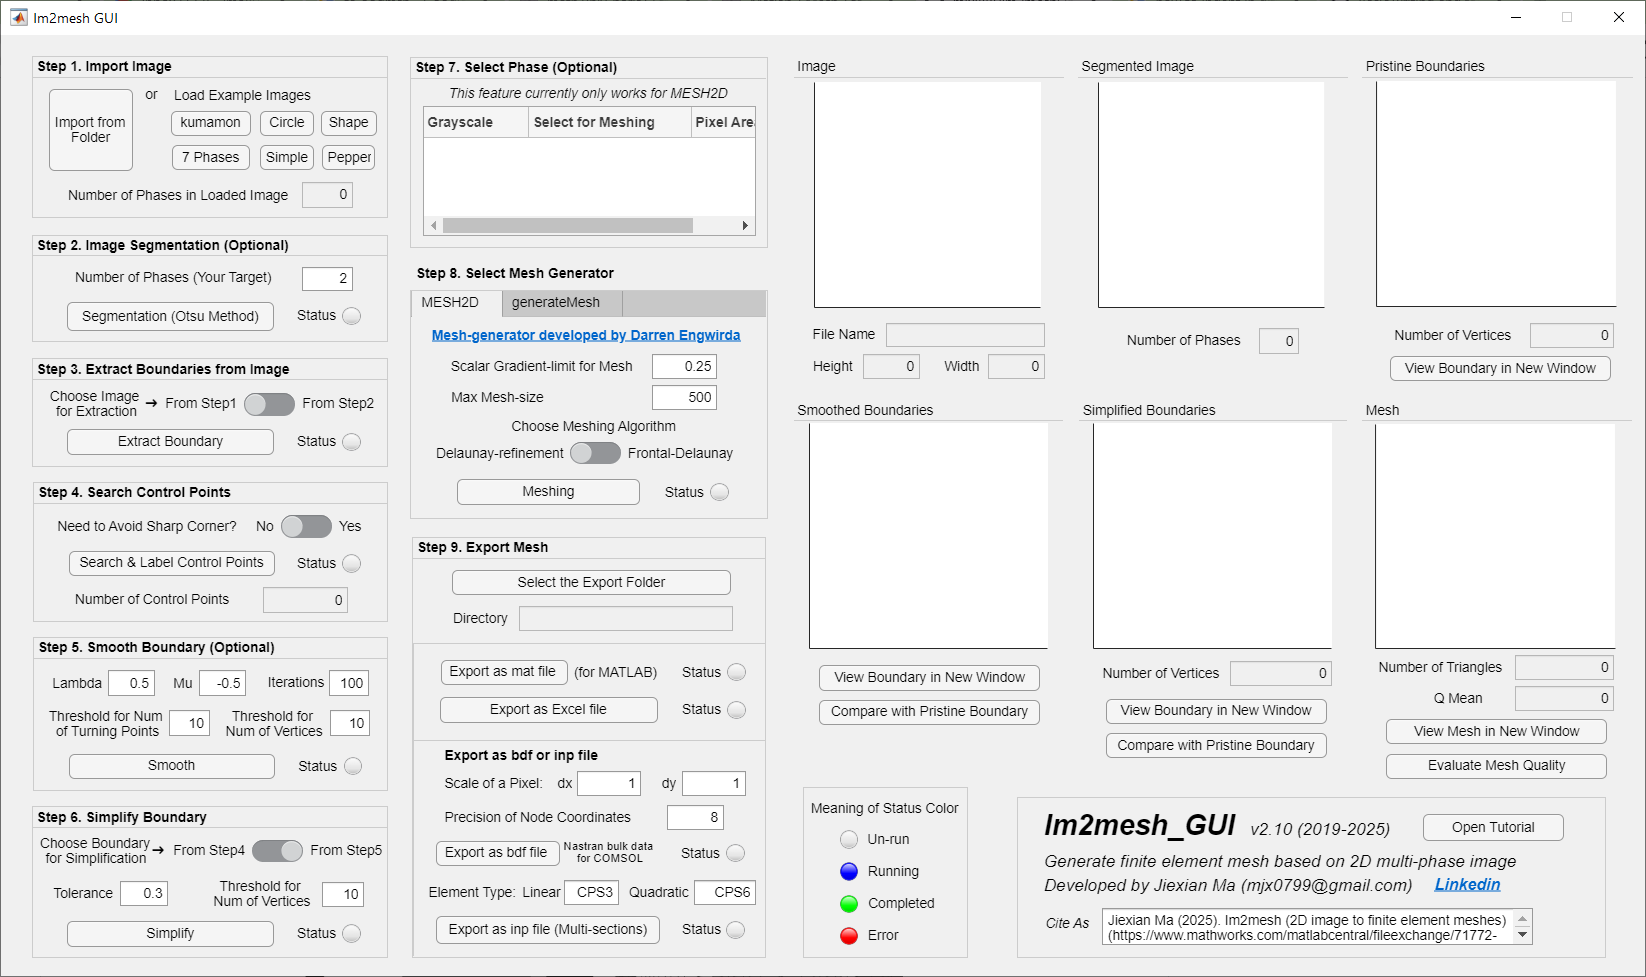 Im2mesh GUI
Step 1. Import Image
Import from
Folder
or
Load Example Images
kumamon
Circle
Shape
7 Phases
Simple
Pepper
Number of Phases in Loaded Image
0
Step 2. Image Segmentation (Optional)
Number of Phases (Your Target)
2
Segmentation (Otsu Method)
Status
Step 3. Extract Boundaries from Image
Choose Image
for Extraction
From Step1
From Step2
Extract Boundary
Status
Step 4. Search Control Points
Need to Avoid Sharp Corner?
No
Yes
Search & Label Control Points
Status
Number of Control Points
0
Step 5. Smooth Boundary (Optional)
Lambda
0.5
Mu
-0.5
Iterations
100
Threshold for Num
of Turning Points
10
Threshold for
Num of Vertices
10
Smooth
Status
Step 6. Simplify Boundary
Choose Boundary
for Simplification
From Step4
From Step5
Tolerance
0.3
Threshold for
Num of Vertices
10
Simplify
Status
Step 7. Select Phase (Optional)
This feature currently only works for MESH2D
Grayscale
Select for Meshing
Pixel Are
Step 8. Select Mesh Generator
MESH2D
generateMesh
Mesh-generator developed by Darren Engwirda
Scalar Gradient-limit for Mesh
0.25
Max Mesh-size
500
Choose Meshing Algorithm
Delaunay-refinement
Frontal-Delaunay
Meshing
Status
Step 9. Export Mesh
Select the Export Folder
Directory
Export as mat file
(for MATLAB)
Status
Export as Excel file
Status
Export as bdf or inp file
Scale of a Pixel:
dx
1
dy
1
Precision of Node Coordinates
8
Export as bdf file
Nastran bulk data
for COMSOL
Status
Element Type:
Linear
CPS3
Quadratic
CPS6
Export as inp file (Multi-sections)
Status
Image
File Name
Height
0
Width
0
Segmented Image
Number of Phases
0
Pristine Boundaries
Number of Vertices
0
View Boundary in New Window
Smoothed Boundaries
View Boundary in New Window
Compare with Pristine Boundary
Simplified Boundaries
Number of Vertices
0
View Boundary in New Window
Compare with Pristine Boundary
Mesh
Number of Triangles
0
Q Mean
0
View Mesh in New Window
Evaluate Mesh Quality
Meaning of Status Color
Un-run
Running
Completed
Error
Im2mesh_GUI
v2.10 (2019-2025)
Open Tutorial
Generate finite element mesh based on 2D multi-phase image
Developed by Jiexian Ma (mjx0799@gmail.com)
Linkedin
Cite As
Jiexian Ma (2025). Im2mesh (2D image to finite element meshes)
(https://www.mathworks.com/matlabcentral/fileexchange/71772-